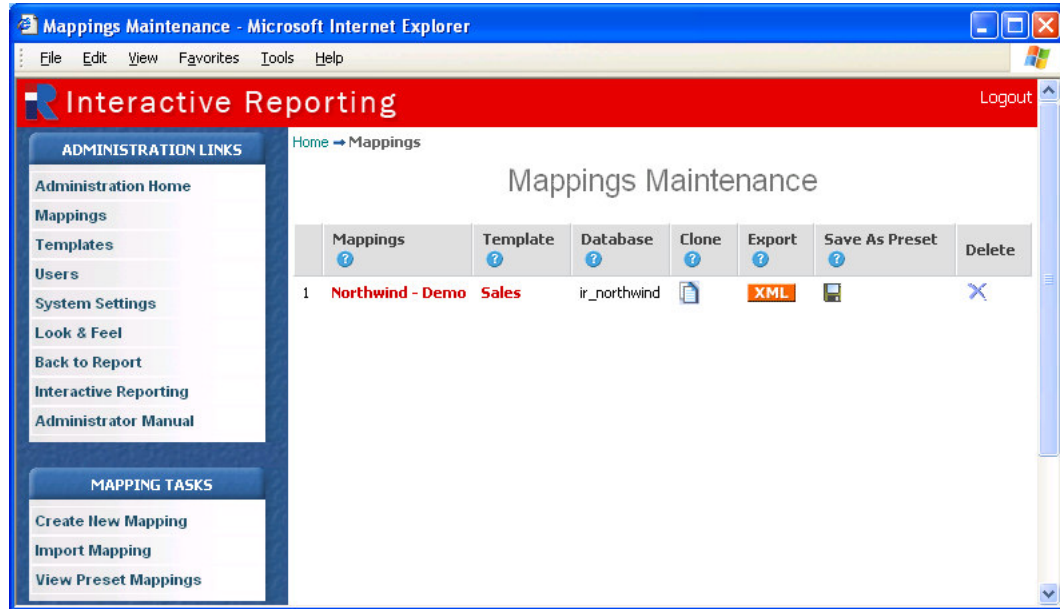 Mappings Maintenance - Microsoft Internet Explorer
File Edit View Favorites Tools Help
Interactive Reporting
Logout
ADMINISTRATION LINKS
Administration Home
Mappings
Templates
Users
System Settings
Look & Feel
Back to Report
Interactive Reporting
Administrator Manual
MAPPING TASKS
Create New Mapping
Import Mapping
View Preset Mappings
Home → Mappings
Mappings Maintenance
Mappings Template Database Clone Export Save As Preset Delete
? ? ? ? ? ?
1 Northwind - Demo Sales ir_northwind XML